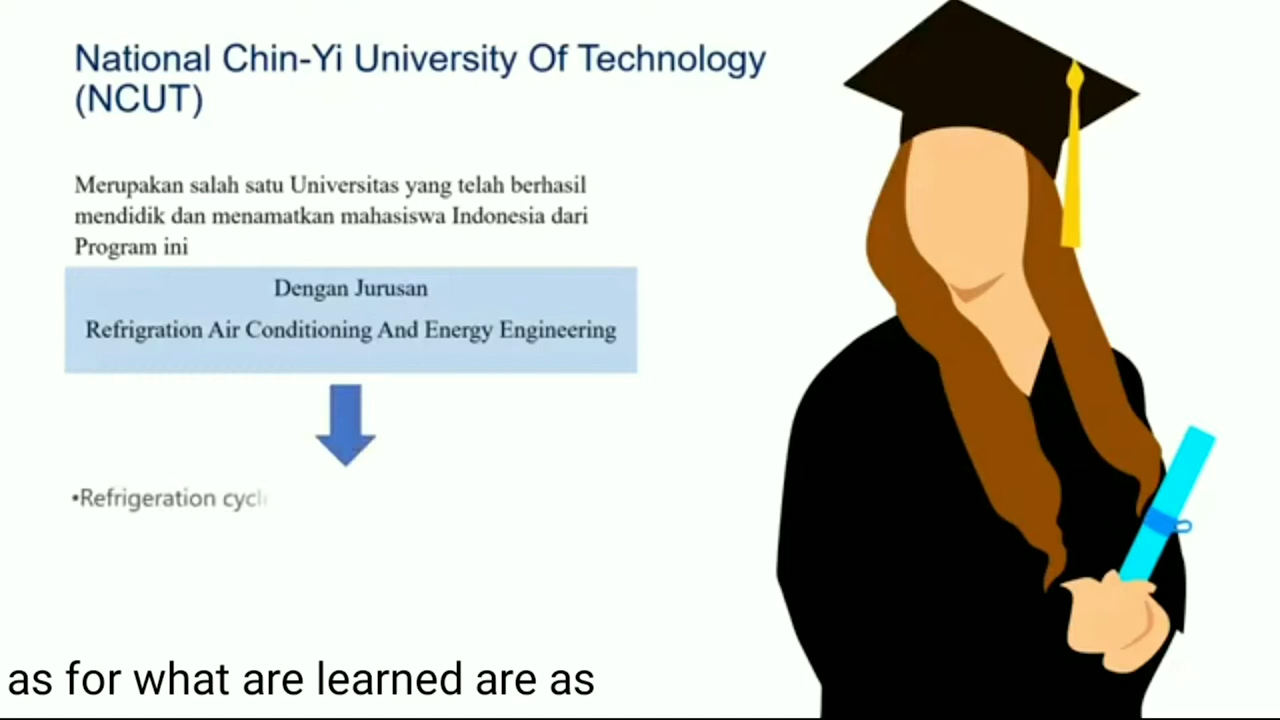 National Chin-Yi University Of Technology
(NCUT)
Merupakan salah satu Universitas yang telah berhasil
mendidik dan menamatkan mahasiswa Indonesia dari
Program ini
Dengan Jurusan
Refrigration Air Conditioning And Energy Engineering
•Refrigeration cycl
as for what are learned are as